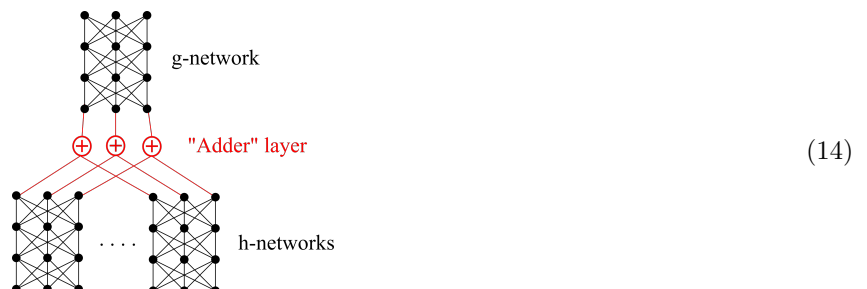 g-network
"Adder" layer
(14)
. . . .
h-networks